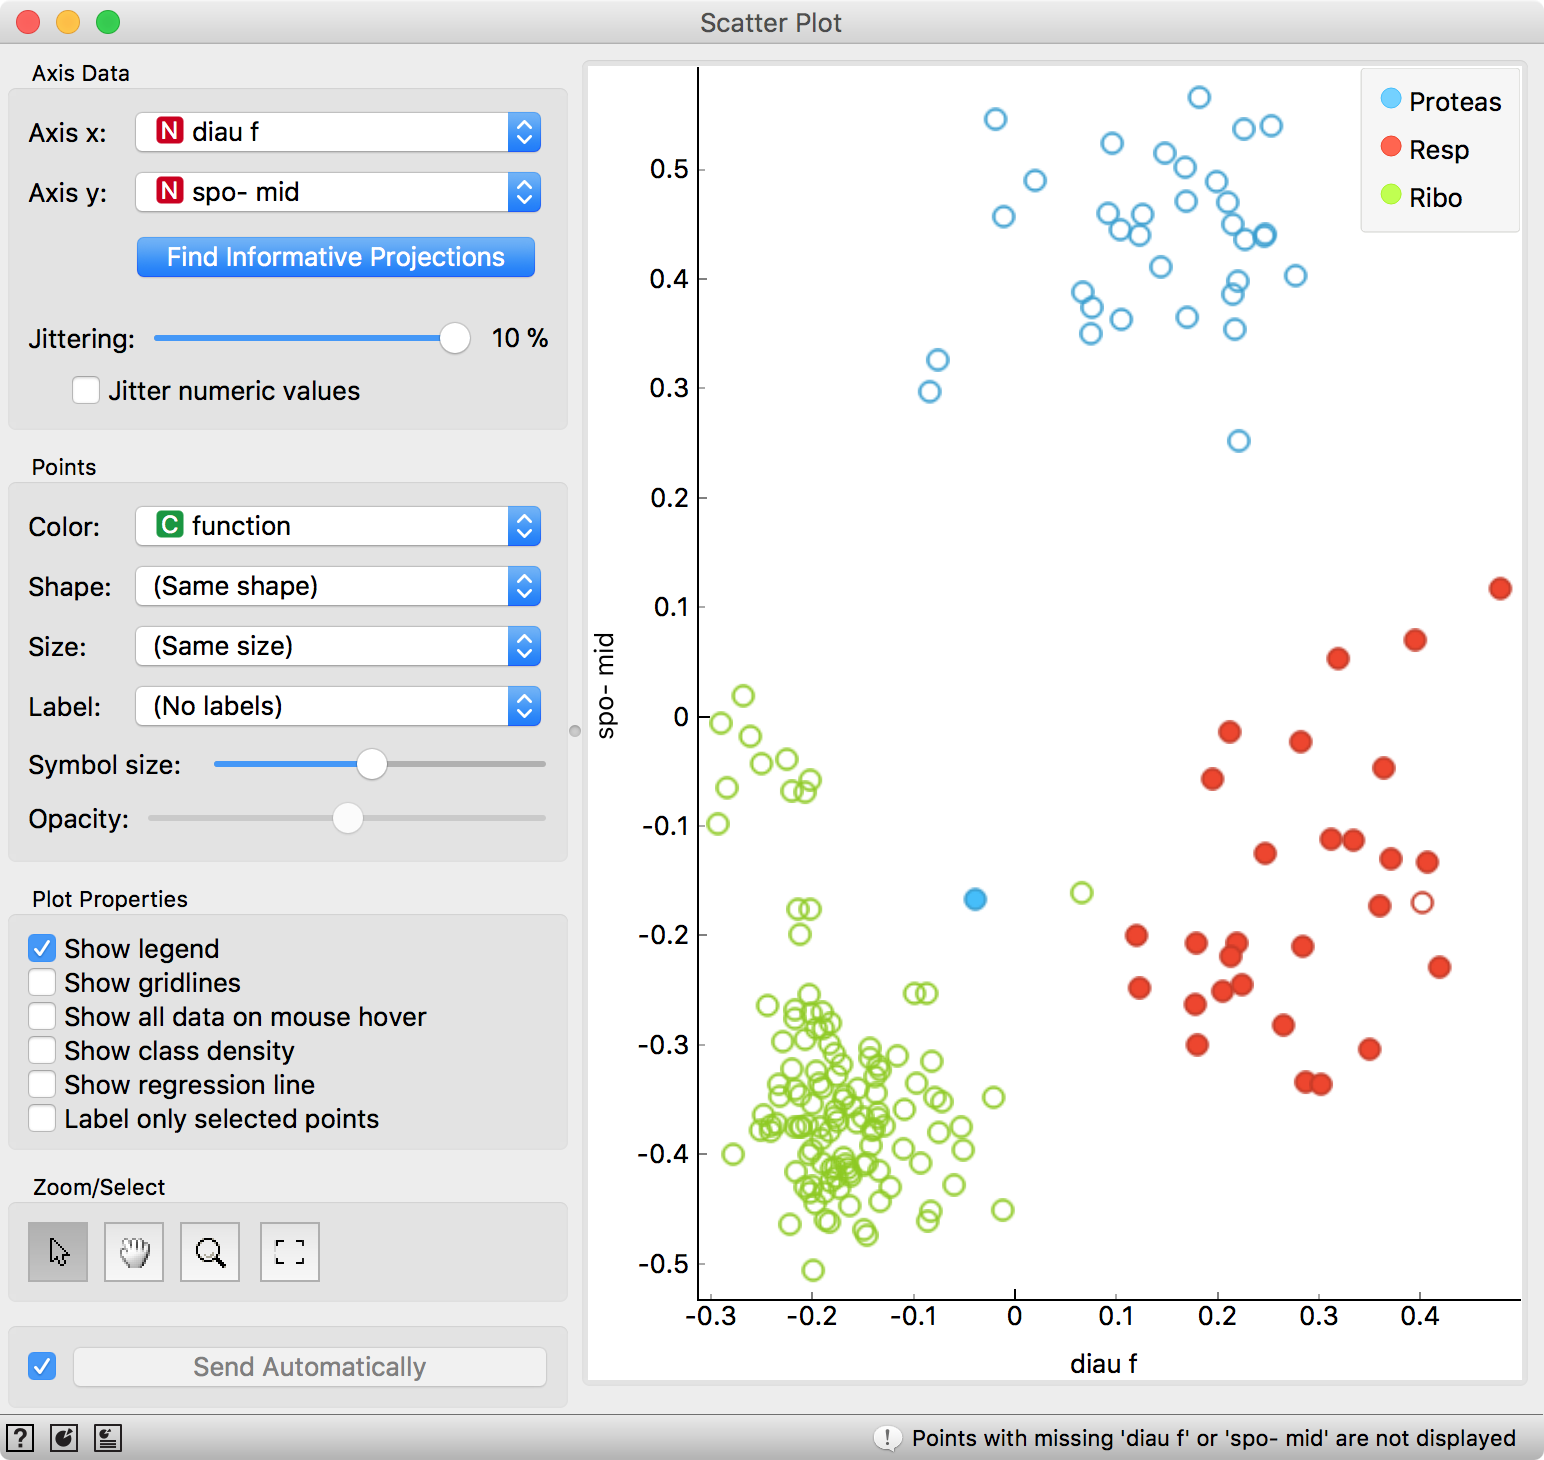 Scatter Plot
Axis Data
Axis x: N diau f
Axis y: N spo- mid
Find Informative Projections
Jittering: 10 %
Jitter numeric values
Points
Color: C function
Shape: (Same shape)
Size: (Same size)
Label: (No labels)
Symbol size:
Opacity:
Plot Properties
Show legend
Show gridlines
Show all data on mouse hover
Show class density
Show regression line
Label only selected points
Zoom/Select
Send Automatically
?
Proteas
Resp
Ribo
0.5
0.4
0.3
0.2
0.1
0
-0.1
-0.2
-0.3
-0.4
-0.5
spo- mid
-0.3 -0.2 -0.1 0 0.1 0.2 0.3 0.4
diau f
! Points with missing 'diau f' or 'spo- mid' are not displayed